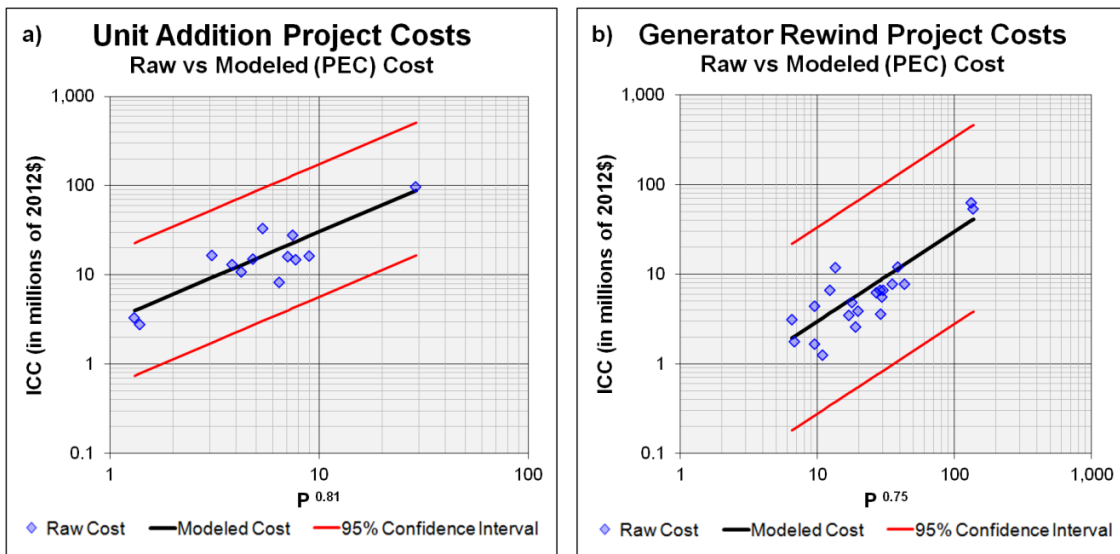 a) Unit Addition Project Costs
Raw vs Modeled (PEC) Cost
ICC (in millions of 2012$)
1,000
100
10
1
0.1
1 10 100
P 0.81
Raw Cost Modeled Cost 95% Confidence Interval
b) Generator Rewind Project Costs
Raw vs Modeled (PEC) Cost
ICC (in millions of 2012$)
1,000
100
10
1
0.1
1 10 100 1,000
P 0.75
Raw Cost Modeled Cost 95% Confidence Interval